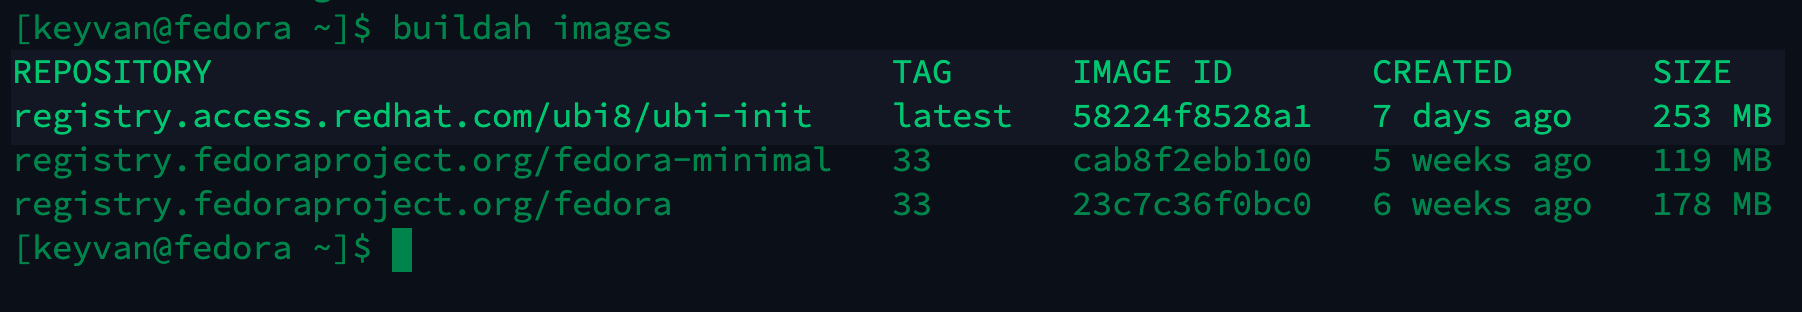 [keyvan@fedora ~]$ buildah images
REPOSITORY TAG IMAGE ID CREATED SIZE
registry.access.redhat.com/ubi8/ubi-init latest 58224f8528a1 7 days ago 253 MB
registry.fedoraproject.org/fedora-minimal 33 cab8f2ebb100 5 weeks ago 119 MB
registry.fedoraproject.org/fedora 33 23c7c36f0bc0 6 weeks ago 178 MB
[keyvan@fedora ~]$